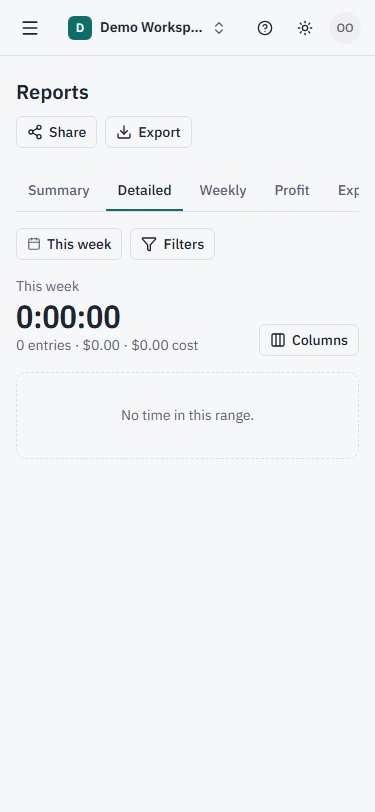 D Demo Worksp... OO
Reports
Share Export
Summary Detailed Weekly Profit Exp
This week Filters
This week
0:00:00
0 entries · $0.00 · $0.00 cost
Columns
No time in this range.